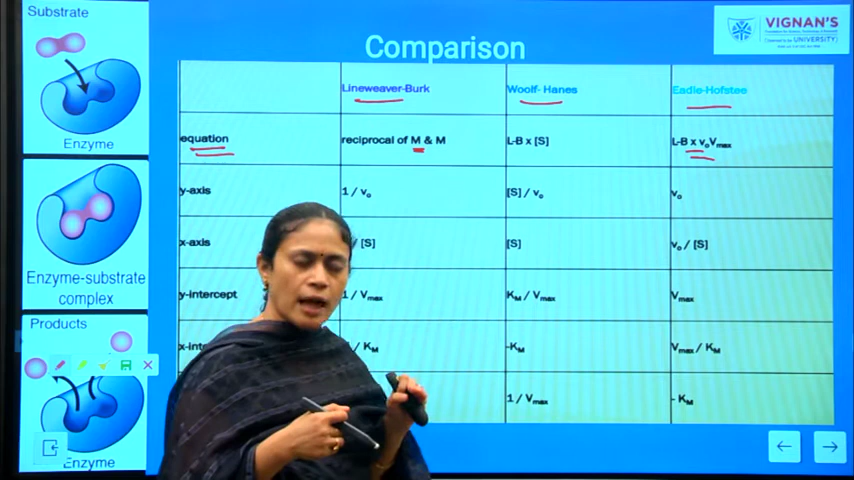 Substrate
Enzyme
Enzyme-substrate
complex
Products
Enzyme
VIGNAN'S
UNIVERSITY
Comparison
Lineweaver-Burk Woolf- Hanes Eadie-Hofstee
equation reciprocal of M & M L-B x [S] L-B x v₀Vmax
y-axis 1 / v₀ [S] / v₀ v₀
x-axis / [S] [S] v₀ / [S]
y-intercept 1 / Vmax KM / Vmax Vmax
/ KM -KM Vmax / KM
1 / Vmax - KM